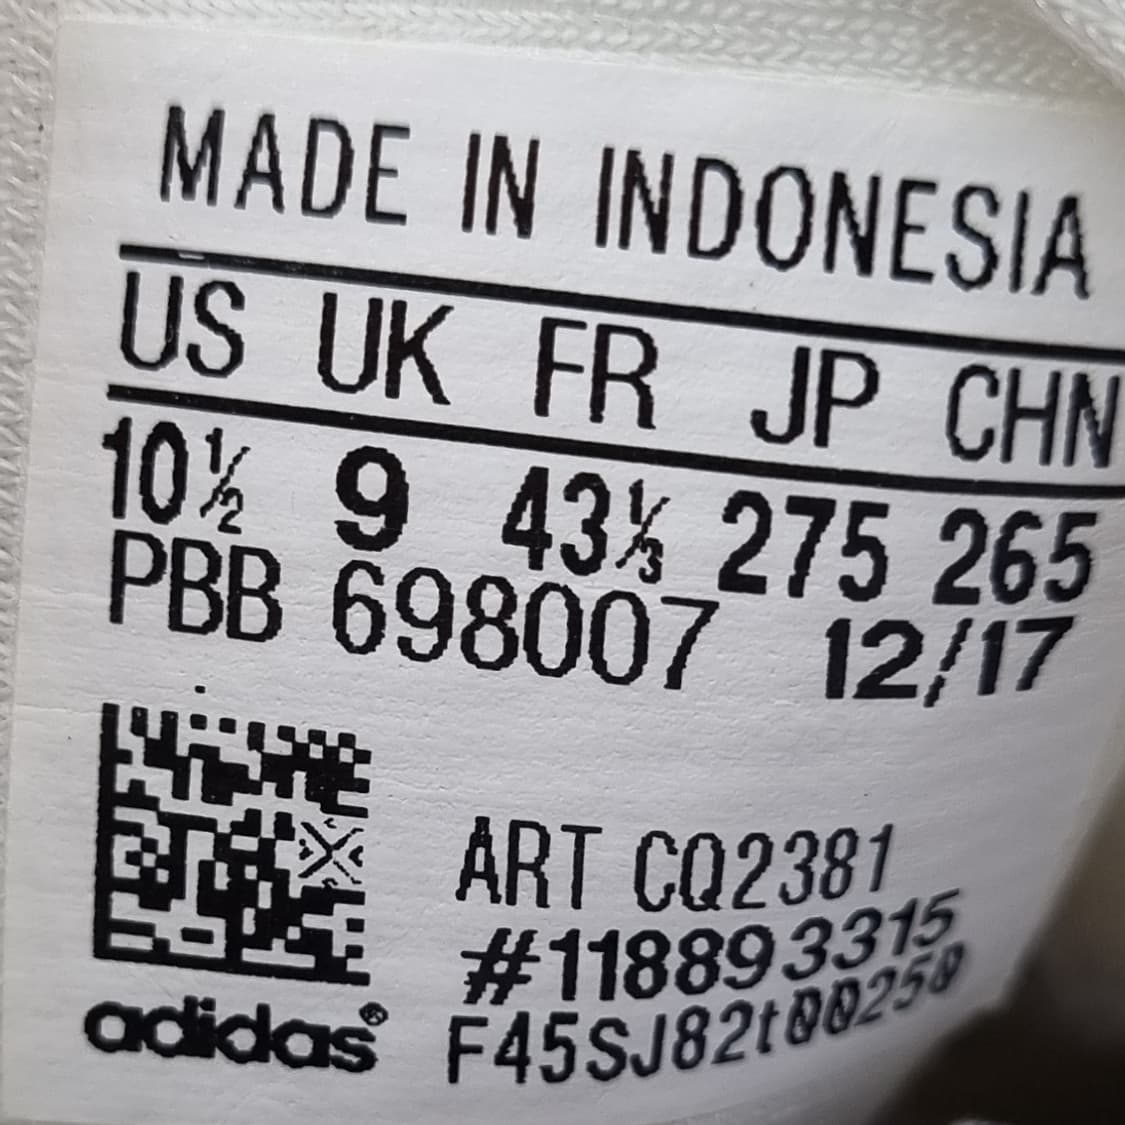 MADE IN INDONESIA
US UK FR JP CHN
10½ 9 43⅓ 275 265
PBB 698007 12/17
ART CQ2381
#118893315
F45SJ82t00250
adidas®